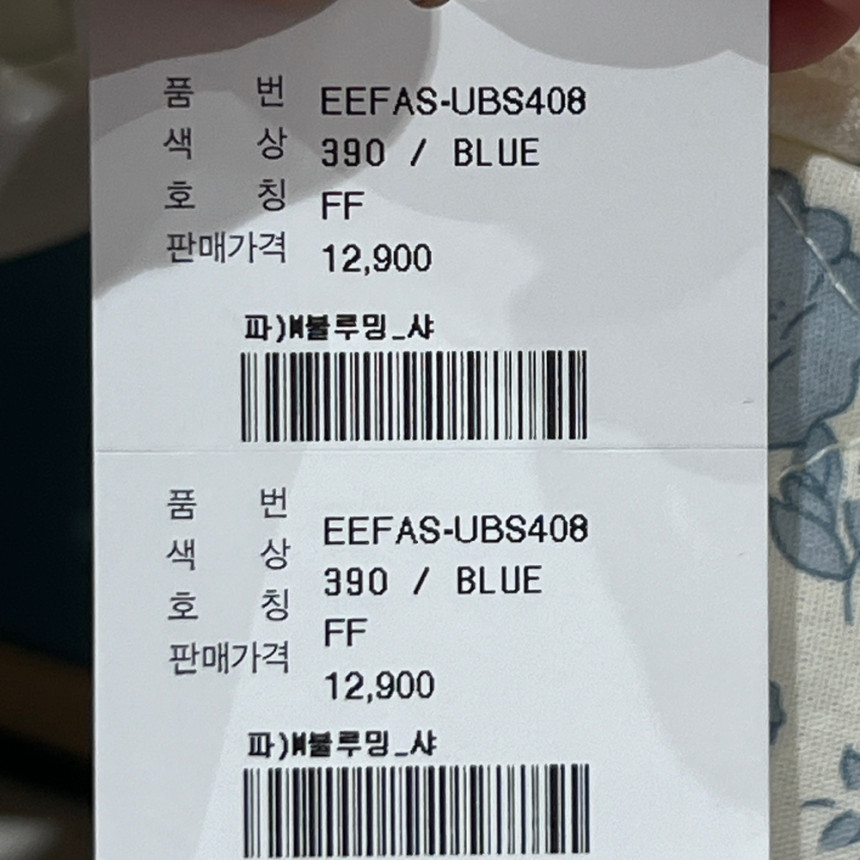 품 번 EEFAS-UBS408
색 상 390 / BLUE
호 칭 FF
판매가격 12,900
파)W블루밍_샤
품 번 EEFAS-UBS408
색 상 390 / BLUE
호 칭 FF
판매가격 12,900
파)W블루밍_샤